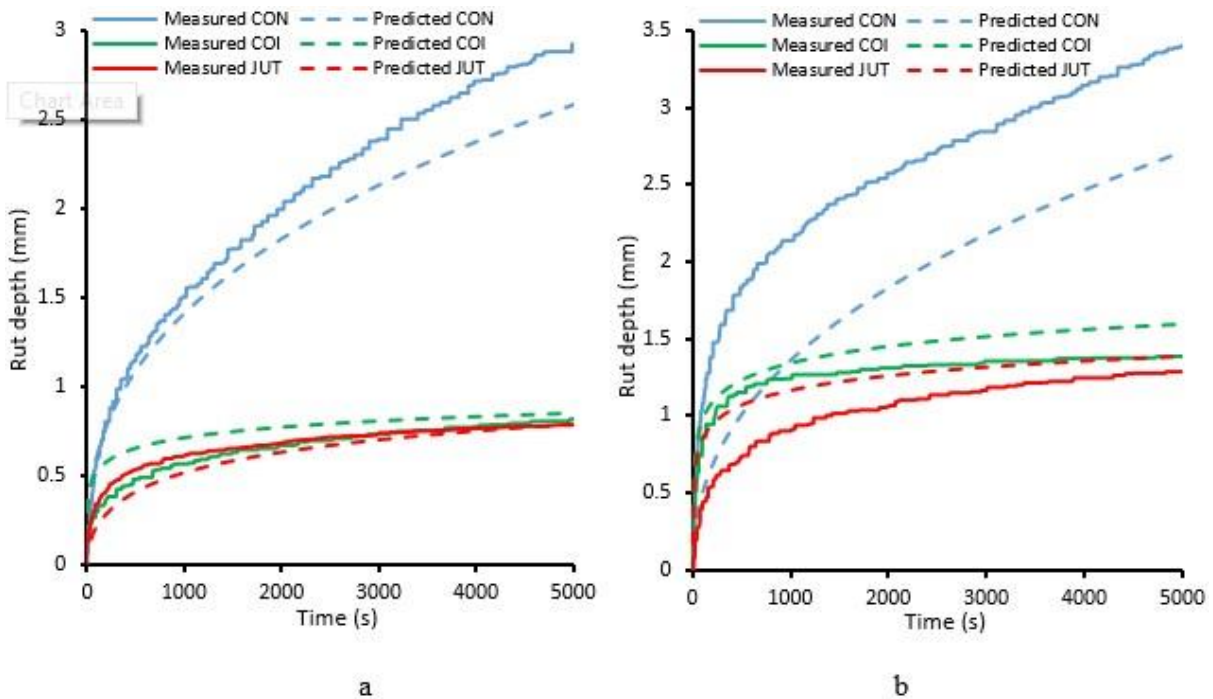 Measured CON Predicted CON
Measured COI Predicted COI
Measured JUT Predicted JUT
Chart Area
Rut depth (mm)
3
2.5
2
1.5
1
0.5
0
0 1000 2000 3000 4000 5000
Time (s)
a
Measured CON Predicted CON
Measured COI Predicted COI
Measured JUT Predicted JUT
Rut depth (mm)
3.5
3
2.5
2
1.5
1
0.5
0
0 1000 2000 3000 4000 5000
Time (s)
b